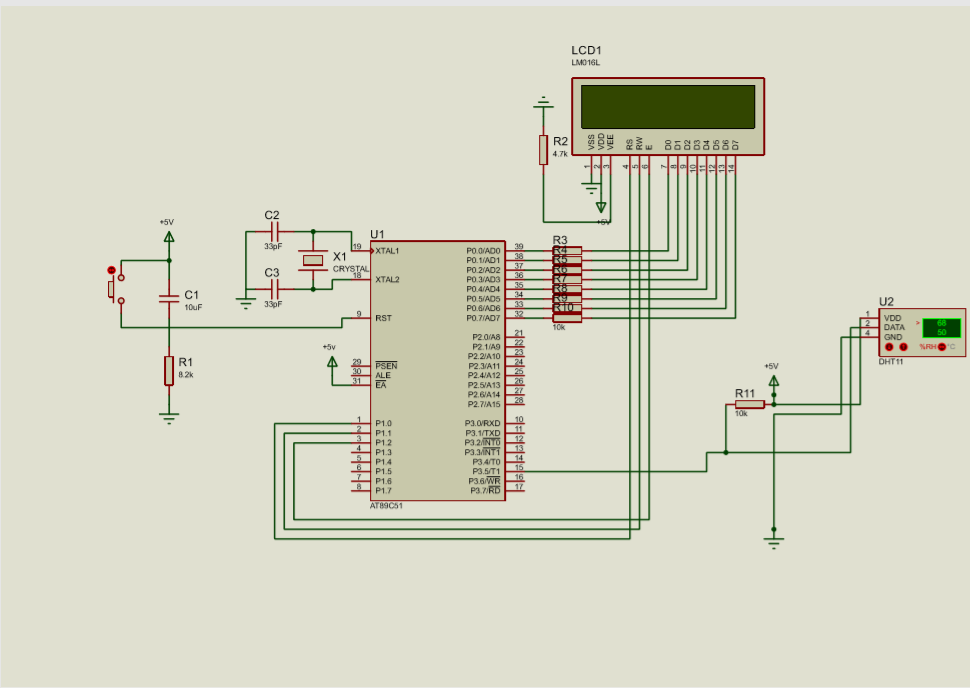 LCD1
LM016L
VSS
VDD
VEE
RS
RW
E
D0
D1
D2
D3
D4
D5
D6
D7
1
2
3
4
5
6
7
8
9
10
11
12
13
14
+5V
R2
4.7k
+5V
C1
10uF
R1
8.2k
C2
33pF
C3
33pF
X1
CRYSTAL
U1
19 XTAL1
18 XTAL2
9 RST
+5v
29 PSEN
30 ALE
31 EA
1 P1.0
2 P1.1
3 P1.2
4 P1.3
5 P1.4
6 P1.5
7 P1.6
8 P1.7
P0.0/AD0 39
P0.1/AD1 38
P0.2/AD2 37
P0.3/AD3 36
P0.4/AD4 35
P0.5/AD5 34
P0.6/AD6 33
P0.7/AD7 32
P2.0/A8 21
P2.1/A9 22
P2.2/A10 23
P2.3/A11 24
P2.4/A12 25
P2.5/A13 26
P2.6/A14 27
P2.7/A15 28
P3.0/RXD 10
P3.1/TXD 11
P3.2/INT0 12
P3.3/INT1 13
P3.4/T0 14
P3.5/T1 15
P3.6/WR 16
P3.7/RD 17
AT89C51
R3
R4
R5
R6
R7
R8
R9
R10
10k
+5V
R11
10k
U2
1 VDD
2 DATA
4 GND
>
50
%RH
°C
DHT11